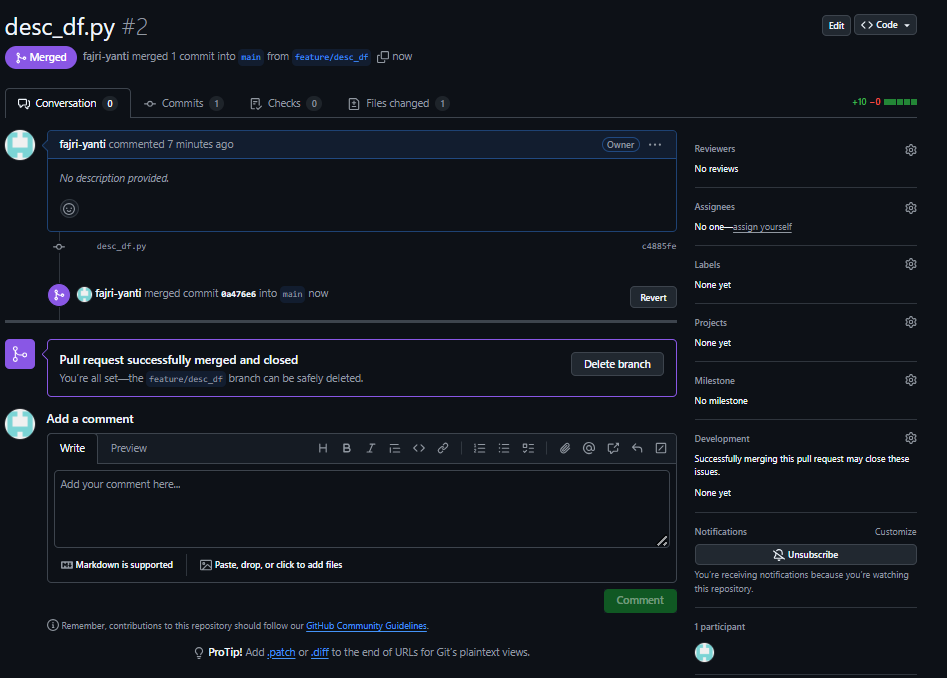 desc_df.py #2
Edit
<> Code
Merged
fajri-yanti merged 1 commit into main from feature/desc_df now
Conversation 0
Commits 1
Checks 0
Files changed 1
+10 −0
fajri-yanti commented 7 minutes ago
Owner
No description provided.
desc_df.py
c4885fe
fajri-yanti merged commit 0a476e6 into main now
Revert
Pull request successfully merged and closed
You're all set—the feature/desc_df branch can be safely deleted.
Delete branch
Add a comment
Write
Preview
Add your comment here...
Markdown is supported
Paste, drop, or click to add files
Comment
Remember, contributions to this repository should follow our GitHub Community Guidelines.
ProTip! Add .patch or .diff to the end of URLs for Git's plaintext views.
Reviewers
No reviews
Assignees
No one—assign yourself
Labels
None yet
Projects
None yet
Milestone
No milestone
Development
Successfully merging this pull request may close these
issues.
None yet
Notifications
Customize
Unsubscribe
You're receiving notifications because you're watching
this repository.
1 participant